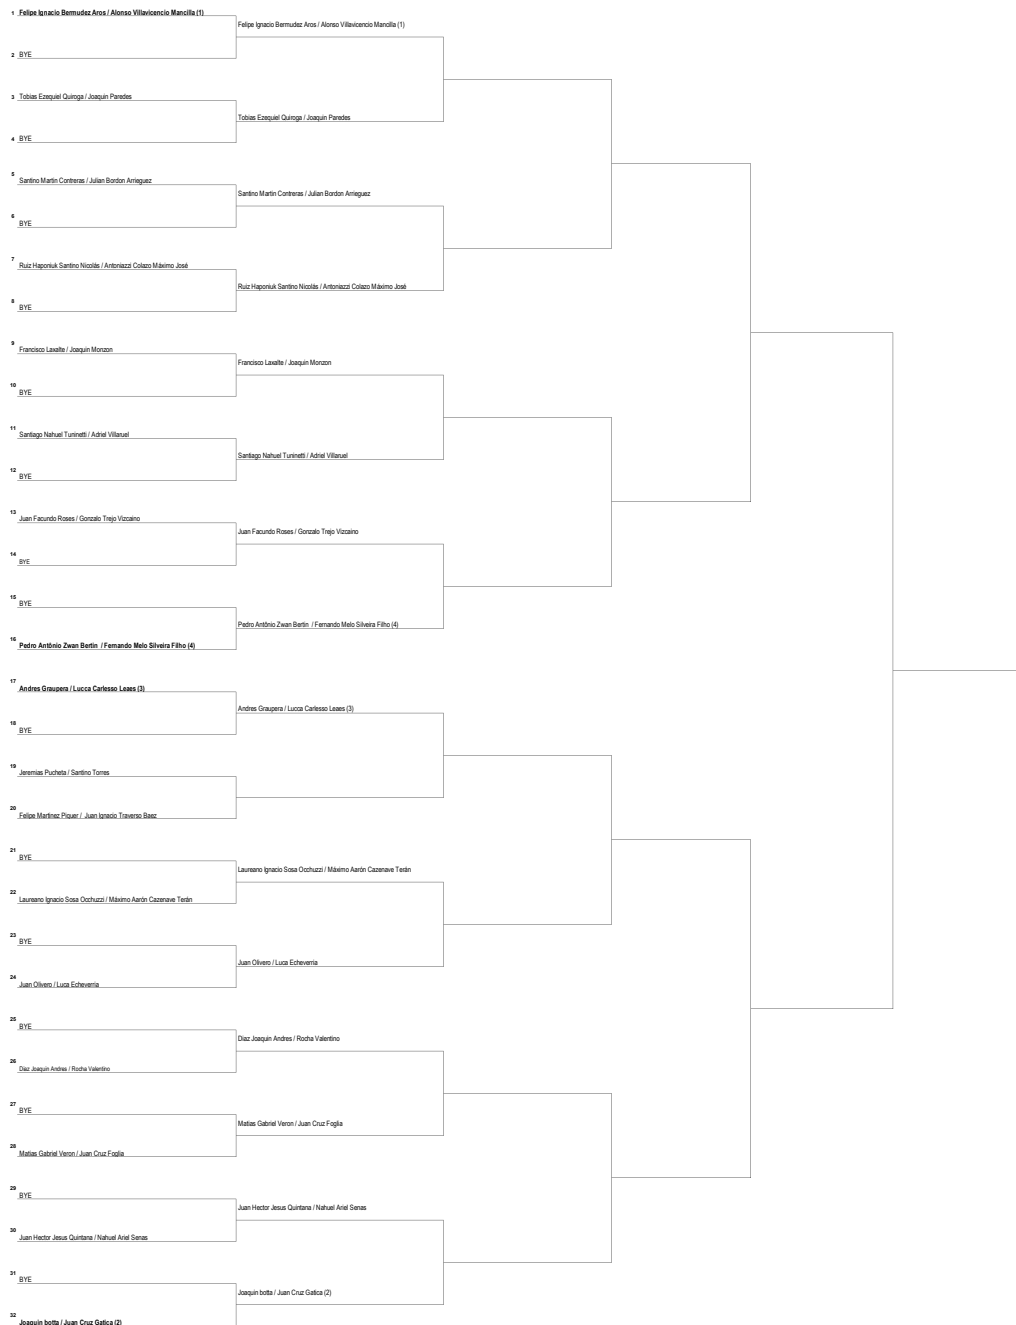 1 Felipe Ignacio Bermudez Aros / Alonso Villavicencio Mancilla (1)
Felipe Ignacio Bermudez Aros / Alonso Villavicencio Mancilla (1)
2 BYE
3 Tobias Ezequiel Quiroga / Joaquin Paredes
Tobias Ezequiel Quiroga / Joaquin Paredes
4 BYE
5 Santino Martin Contreras / Julian Bordon Arrieguez
Santino Martin Contreras / Julian Bordon Arrieguez
6 BYE
7 Ruiz Haponiuk Santino Nicolás / Antoniazzi Colazo Máximo José
Ruiz Haponiuk Santino Nicolás / Antoniazzi Colazo Máximo José
8 BYE
9 Francisco Laxalte / Joaquin Monzon
Francisco Laxalte / Joaquin Monzon
10 BYE
11 Santiago Nahuel Tuninetti / Adriel Villaruel
Santiago Nahuel Tuninetti / Adriel Villaruel
12 BYE
13 Juan Facundo Roses / Gonzalo Trejo Vizcaino
Juan Facundo Roses / Gonzalo Trejo Vizcaino
14 BYE
15 BYE
Pedro Antônio Zwan Bertin / Fernando Melo Silveira Filho (4)
16 Pedro Antônio Zwan Bertin / Fernando Melo Silveira Filho (4)
17 Andres Graupera / Lucca Carlesso Leaes (3)
Andres Graupera / Lucca Carlesso Leaes (3)
18 BYE
19 Jeremias Pucheta / Santino Torres
20 Felipe Martinez Piquer / Juan Ignacio Traverso Baez
21 BYE
Laureano Ignacio Sosa Occhuzzi / Máximo Aarón Cazenave Terán
22 Laureano Ignacio Sosa Occhuzzi / Máximo Aarón Cazenave Terán
23 BYE
Juan Olivero / Luca Echeverria
24 Juan Olivero / Luca Echeverria
25 BYE
Diaz Joaquin Andres / Rocha Valentino
26 Diaz Joaquin Andres / Rocha Valentino
27 BYE
Matias Gabriel Veron / Juan Cruz Foglia
28 Matias Gabriel Veron / Juan Cruz Foglia
29 BYE
Juan Hector Jesus Quintana / Nahuel Ariel Senas
30 Juan Hector Jesus Quintana / Nahuel Ariel Senas
31 BYE
Joaquin botta / Juan Cruz Gatica (2)
32 Joaquin botta / Juan Cruz Gatica (2)